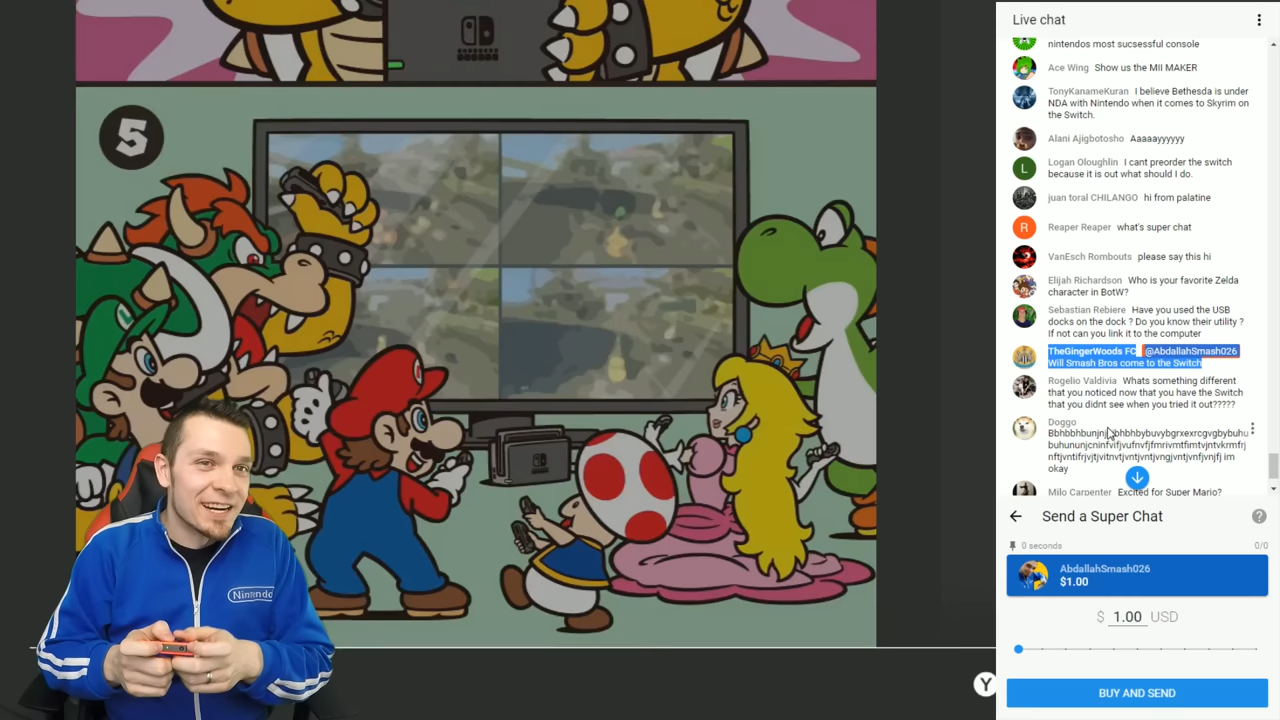 Live chat
nintendos most sucsessful console
Ace Wing Show us the MII MAKER
TonyKanameKuran I believe Bethesda is under
NDA with Nintendo when it comes to Skyrim on
the Switch.
Alani Ajigbotosho Aaaaayyyyyy
Logan Oloughlin I cant preorder the switch
because it is out what should I do.
juan toral CHILANGO hi from palatine
Reaper Reaper what's super chat
VanEsch Rombouts please say this hi
Elijah Richardson Who is your favorite Zelda
character in BotW?
Sebastian Rebiere Have you used the USB
docks on the dock ? Do you know their utility ?
If not can you link it to the computer
TheGingerWoods FC @AbdallahSmash026
Will Smash Bros come to the Switch
Rogelio Valdivia Whats something different
that you noticed now that you have the Switch
that you didnt see when you tried it out?????
Doggo
okay
Milo Carpenter Excited for Super Mario?
Send a Super Chat
0 seconds 0/0
AbdallahSmash026
$1.00
$ 1.00 USD
BUY AND SEND
5
L
R
Nintendo
Y